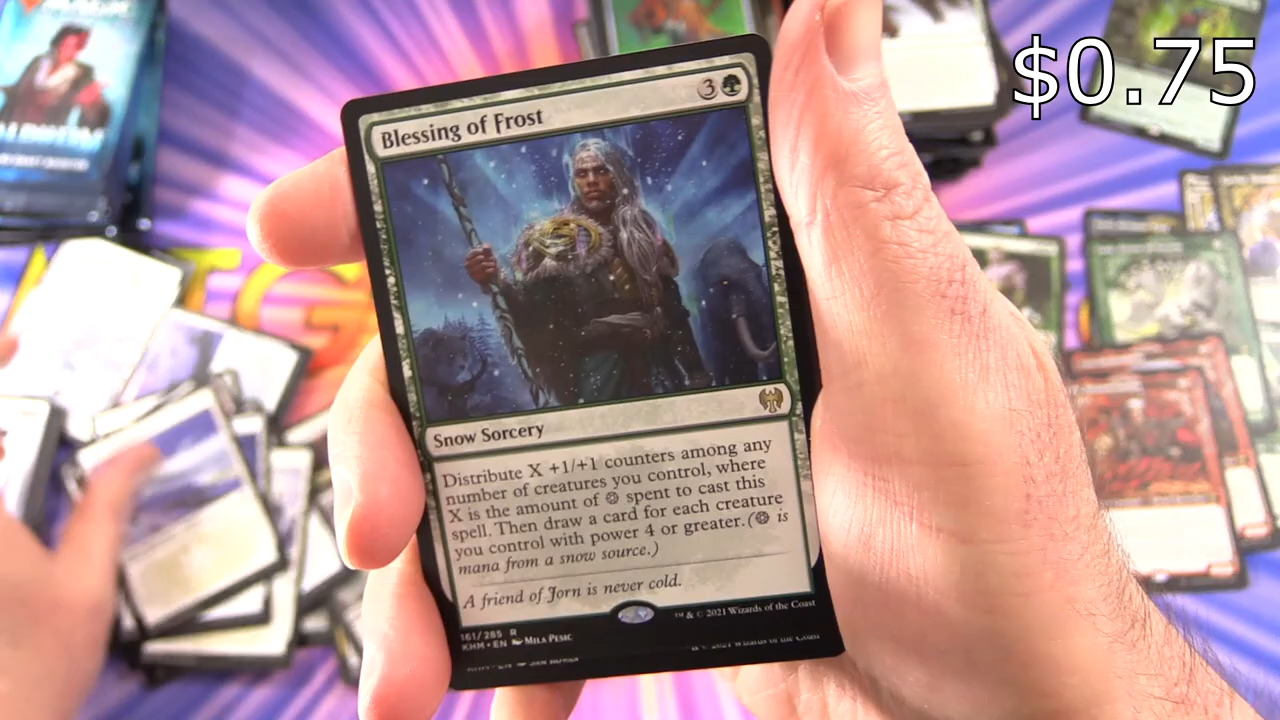 $0.75
Blessing of Frost
3
Snow Sorcery
Distribute X +1/+1 counters among any
number of creatures you control, where
X is the amount of spent to cast this
spell. Then draw a card for each creature
you control with power 4 or greater. ( is
mana from a snow source.)
A friend of Jorn is never cold.
161/285 R
KHM • EN MILA PESIC
™ & © 2021 Wizards of the Coast